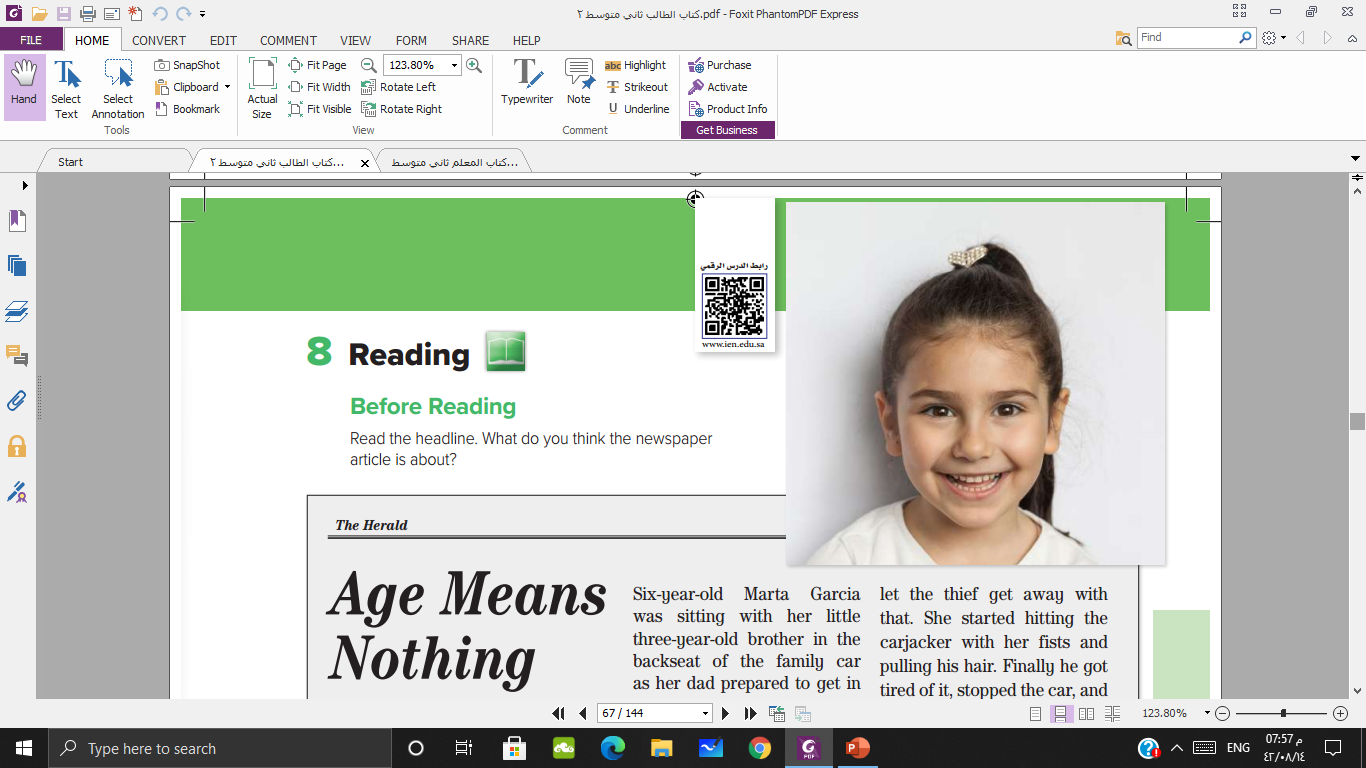 كتاب الطالب ثاني متوسط ٢.pdf - Foxit PhantomPDF Express
FILE HOME CONVERT EDIT COMMENT VIEW FORM SHARE HELP
Find
Hand
Select Text
Select Annotation
SnapShot
Clipboard
Bookmark
Tools
Actual Size
Fit Page
Fit Width
Fit Visible
123.80%
Rotate Left
Rotate Right
View
Typewriter
Note
Highlight
Strikeout
Underline
Comment
Purchase
Activate
Product Info
Get Business
Start
كتاب الطالب ثاني متوسط ٢...
كتاب المعلم ثاني متوسط...
رابط الدرس الرقمي
www.ien.edu.sa
8 Reading
Before Reading
Read the headline. What do you think the newspaper
article is about?
The Herald
Age Means
Nothing
Six-year-old Marta Garcia
was sitting with her little
three-year-old brother in the
backseat of the family car
as her dad prepared to get in
let the thief get away with
that. She started hitting the
carjacker with her fists and
pulling his hair. Finally he got
tired of it, stopped the car, and
67 / 144
123.80%
Type here to search
ENG
07:57 م
٤٢/٠٨/١٤